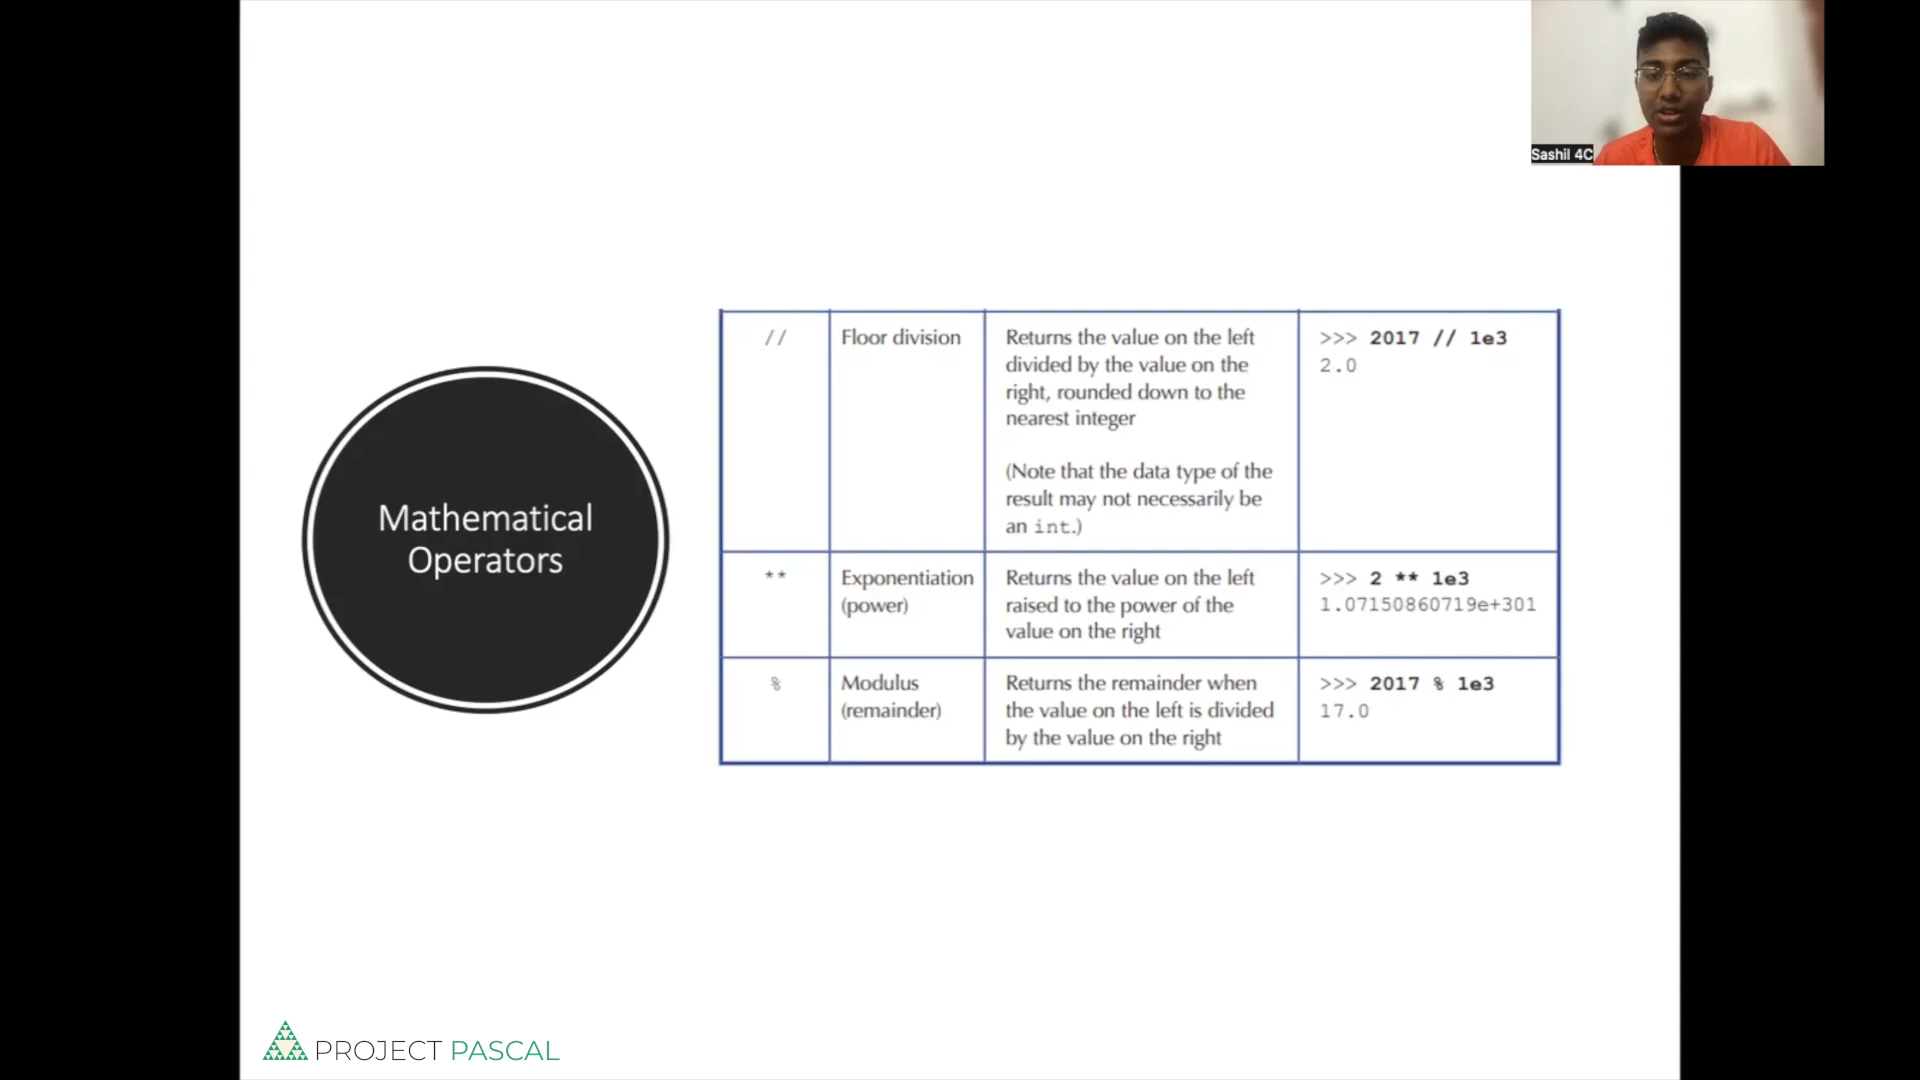 Sashil 4C
Mathematical
Operators
//
Floor division
Returns the value on the left
divided by the value on the
right, rounded down to the
nearest integer
(Note that the data type of the
result may not necessarily be
an int.)
>>> 2017 // 1e3
2.0
**
Exponentiation
(power)
Returns the value on the left
raised to the power of the
value on the right
>>> 2 ** 1e3
1.07150860719e+301
%
Modulus
(remainder)
Returns the remainder when
the value on the left is divided
by the value on the right
>>> 2017 % 1e3
17.0
PROJECT PASCAL